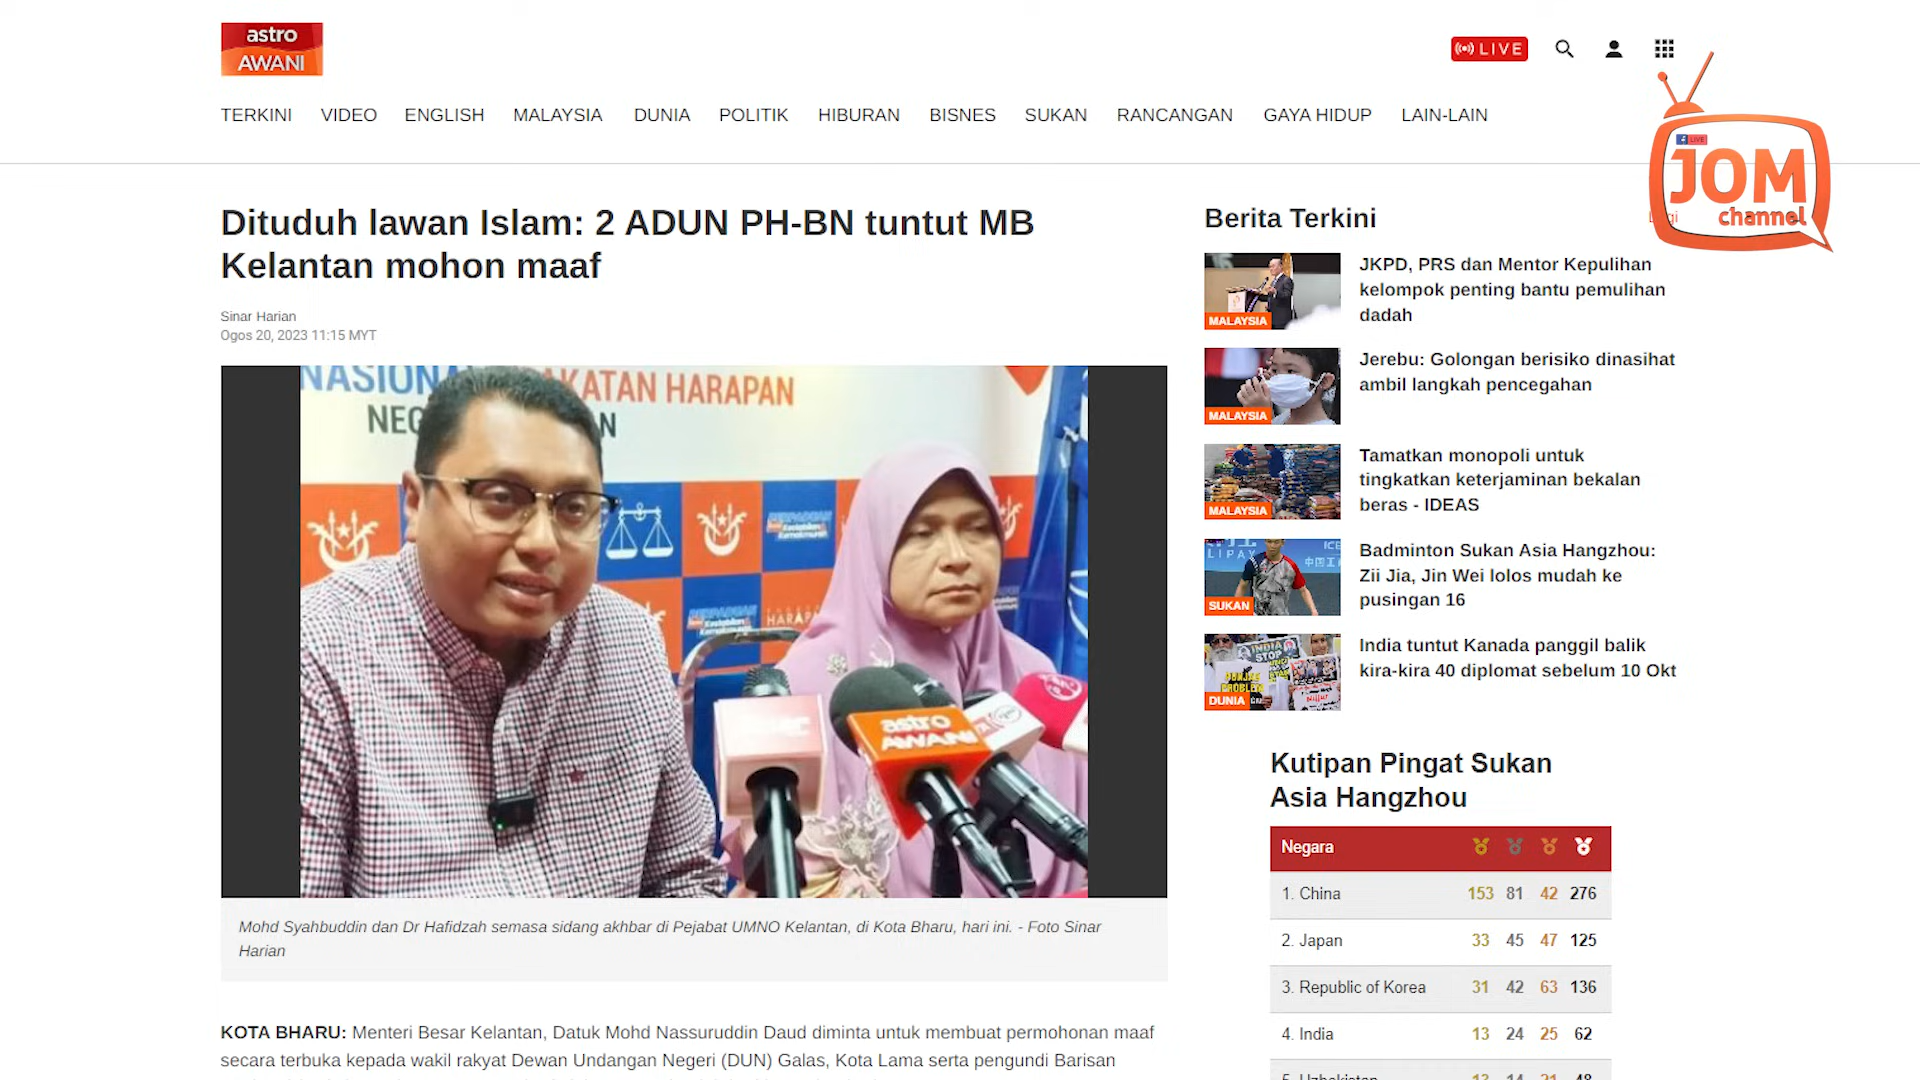 astro
AWANI
LIVE
TERKINI VIDEO ENGLISH MALAYSIA DUNIA POLITIK HIBURAN BISNES SUKAN RANCANGAN GAYA HIDUP LAIN-LAIN
LIVE
JOM
channel
Dituduh lawan Islam: 2 ADUN PH-BN tuntut MB
Kelantan mohon maaf
Sinar Harian
Ogos 20, 2023 11:15 MYT
HARAPAN
astro
AWANI
Mohd Syahbuddin dan Dr Hafidzah semasa sidang akhbar di Pejabat UMNO Kelantan, di Kota Bharu, hari ini. - Foto Sinar
Harian
KOTA BHARU: Menteri Besar Kelantan, Datuk Mohd Nassuruddin Daud diminta untuk membuat permohonan maaf
secara terbuka kepada wakil rakyat Dewan Undangan Negeri (DUN) Galas, Kota Lama serta pengundi Barisan
Berita Terkini
JKPD, PRS dan Mentor Kepulihan
kelompok penting bantu pemulihan
dadah
MALAYSIA
Jerebu: Golongan berisiko dinasihat
ambil langkah pencegahan
MALAYSIA
Tamatkan monopoli untuk
tingkatkan keterjaminan bekalan
beras - IDEAS
MALAYSIA
Badminton Sukan Asia Hangzhou:
Zii Jia, Jin Wei lolos mudah ke
pusingan 16
SUKAN
India tuntut Kanada panggil balik
kira-kira 40 diplomat sebelum 10 Okt
INDIA
STOP
DUNIA
Kutipan Pingat Sukan
Asia Hangzhou
Negara
1. China 153 81 42 276
2. Japan 33 45 47 125
3. Republic of Korea 31 42 63 136
4. India 13 24 25 62